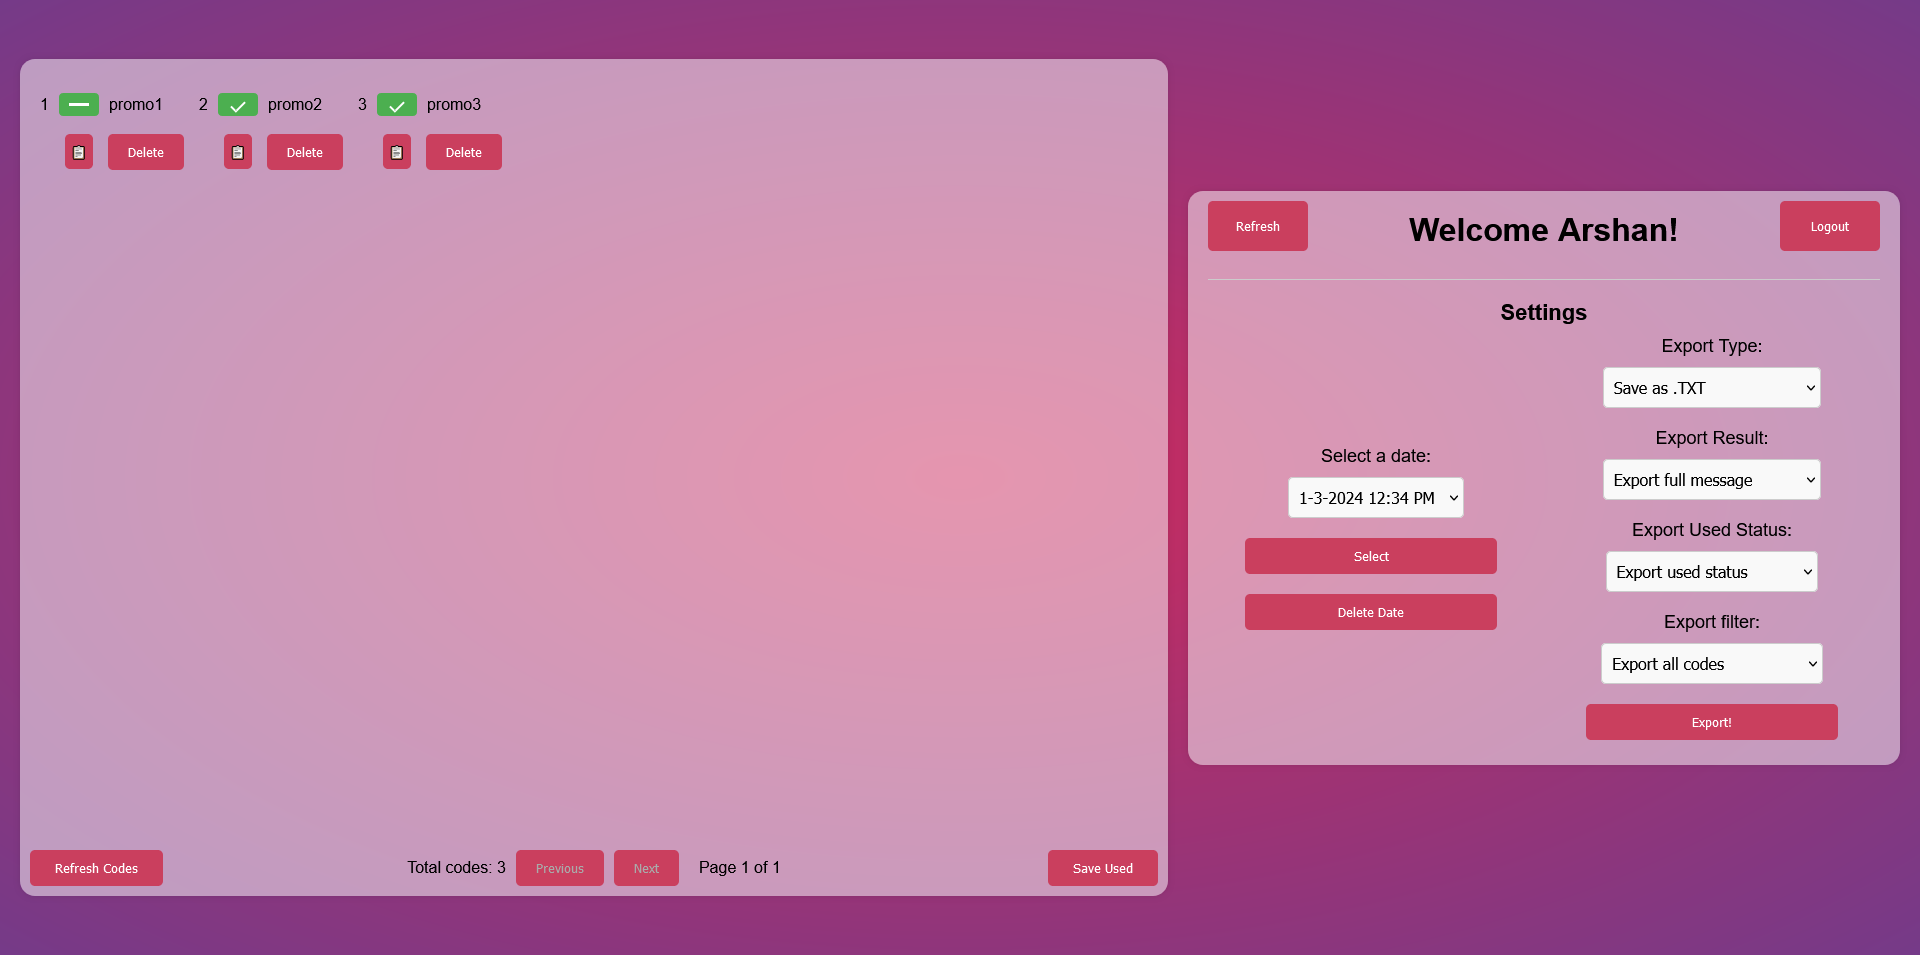 1 promo1 2 promo2 3 promo3
Delete Delete Delete
Refresh Codes Total codes: 3 Previous Next Page 1 of 1 Save Used
Refresh Welcome Arshan! Logout
Settings
Select a date:
1-3-2024 12:34 PM
Select
Delete Date
Export Type:
Save as .TXT
Export Result:
Export full message
Export Used Status:
Export used status
Export filter:
Export all codes
Export!